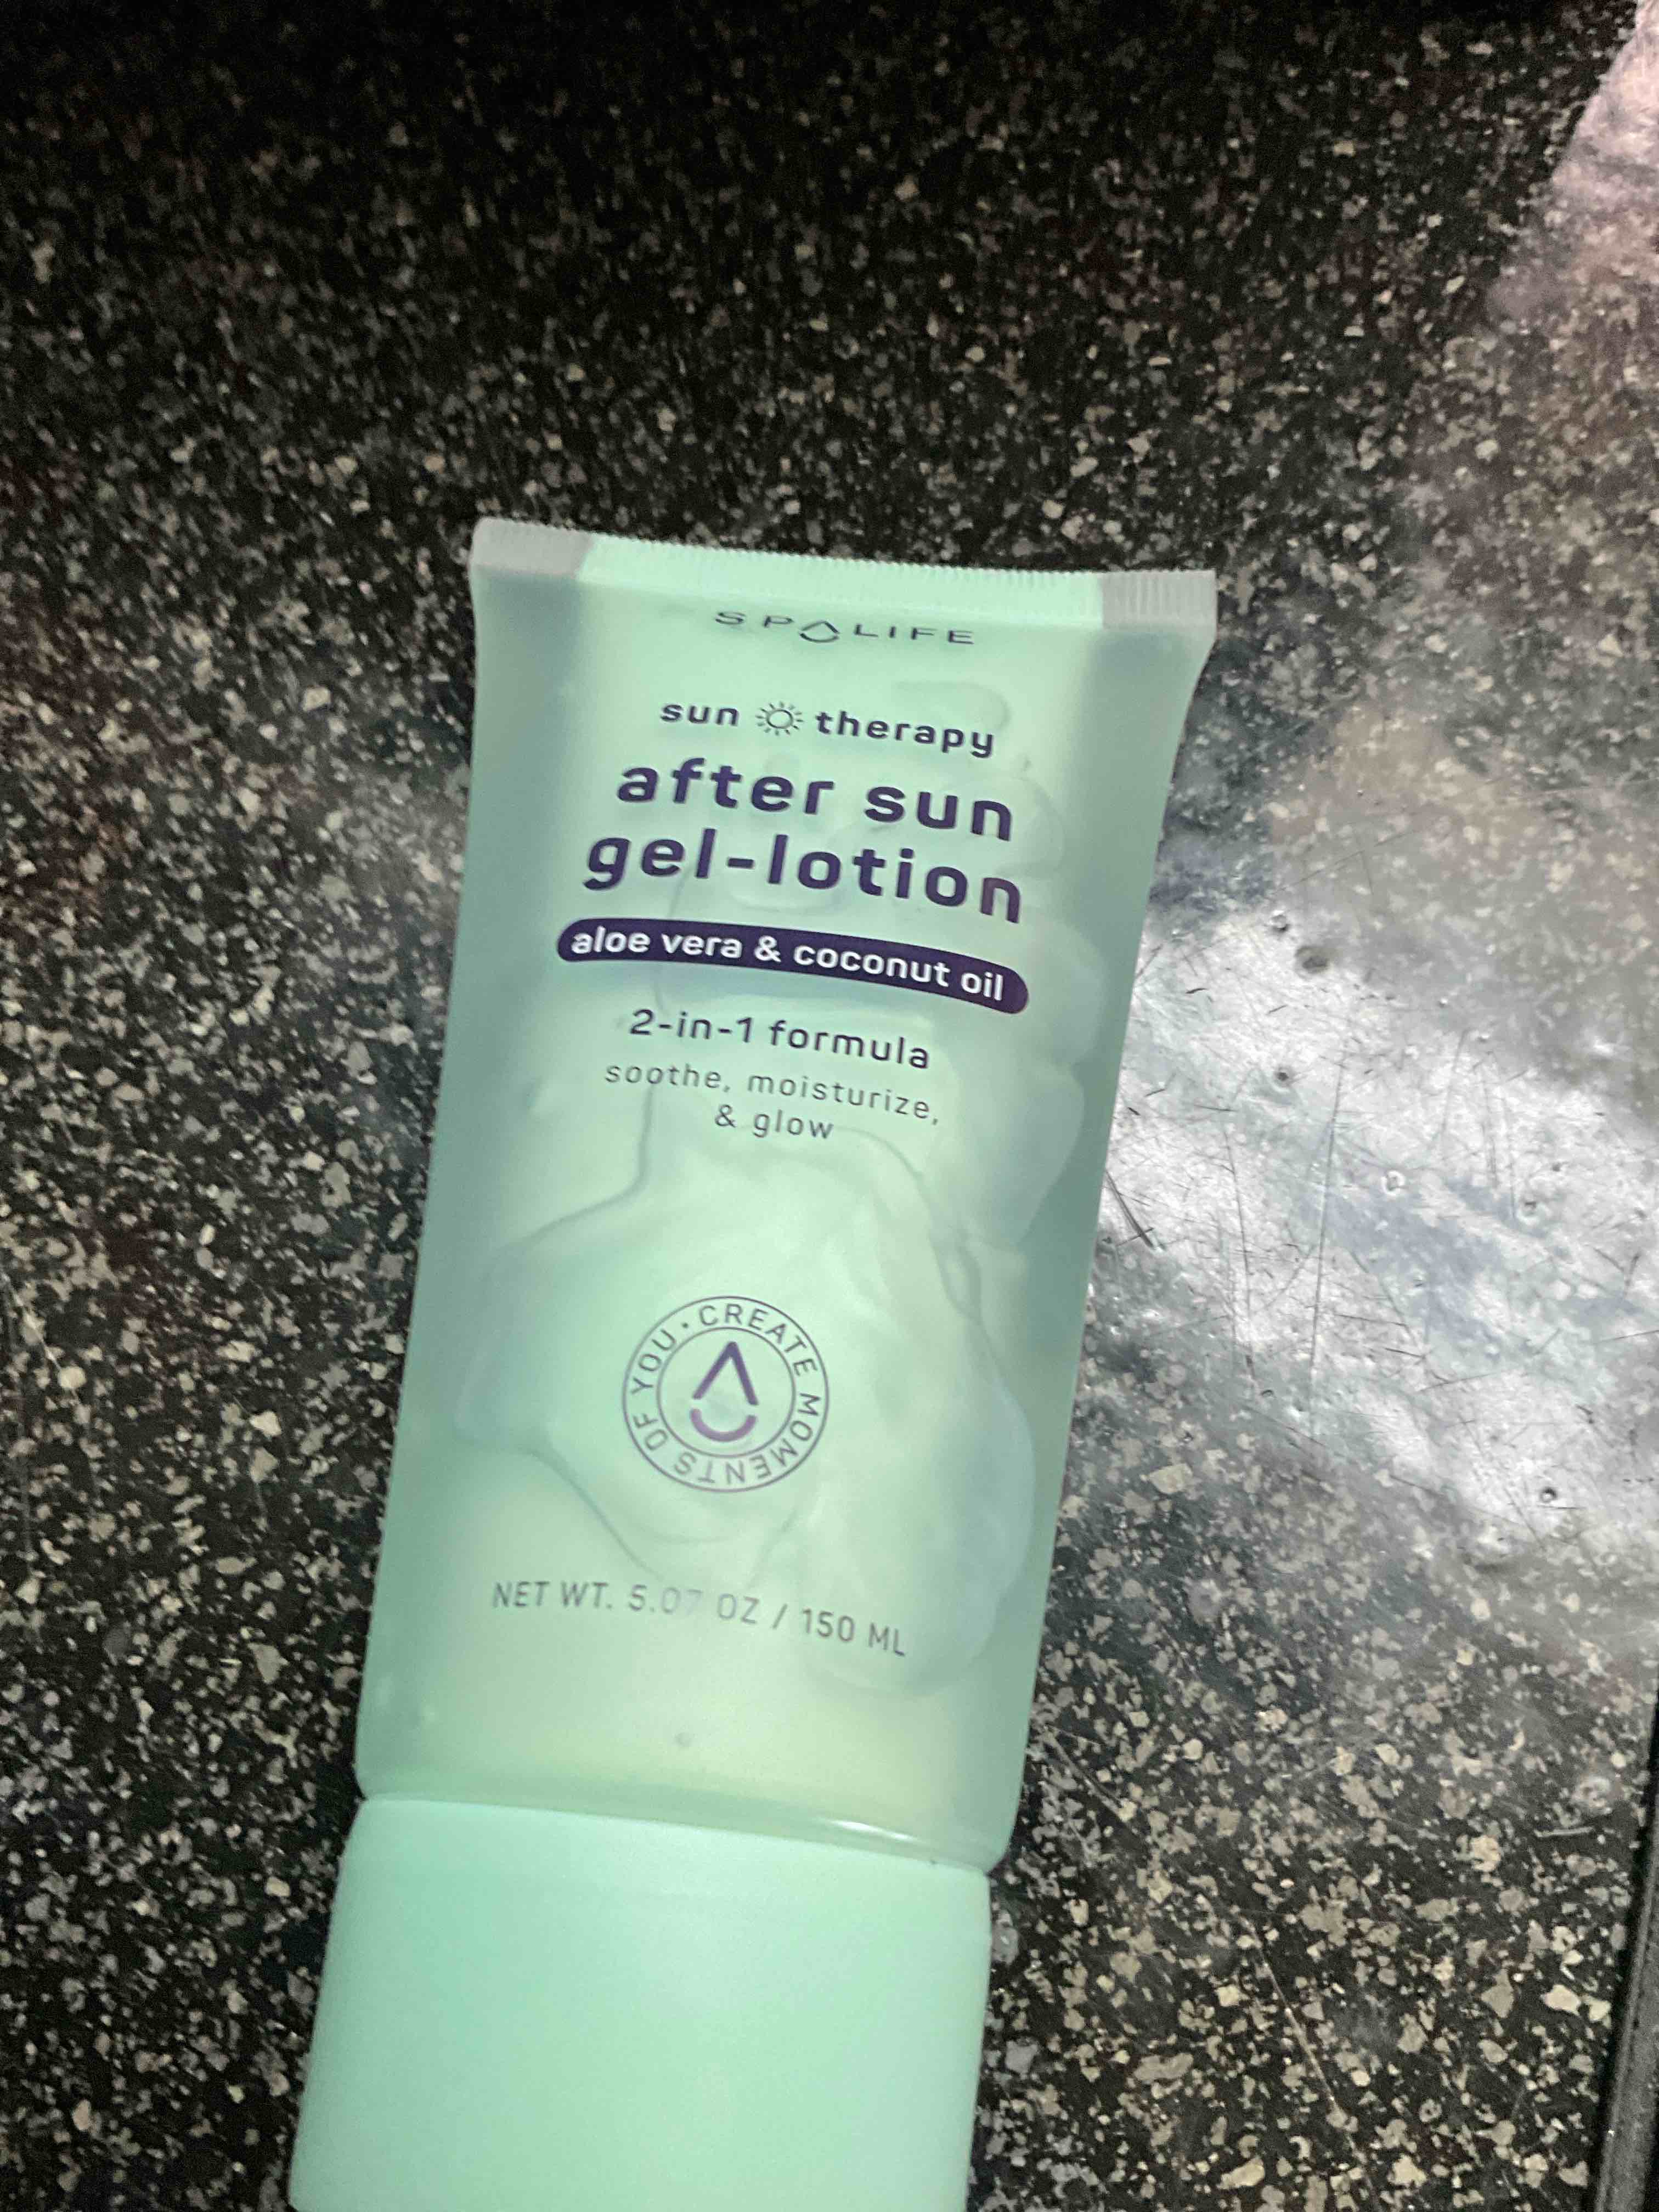 SPALIFE
sun therapy
after sun
gel-lotion
aloe vera & coconut oil
2-in-1 formula
soothe, moisturize,
& glow
CREATE MOMENTS OF YOU •
NET WT. 5.07 OZ / 150 ML